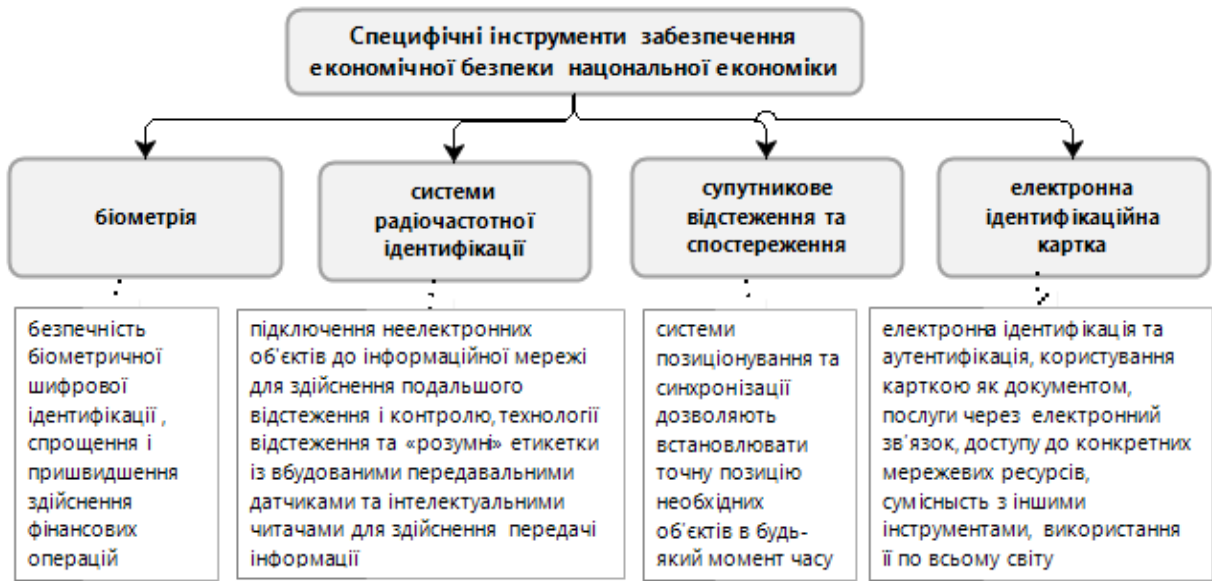 Специфічні інструменти забезпечення
економічної безпеки нацональної економіки
біометрія
системи
радіочастотної
ідентифікації
супутникове
відстеження та
спостереження
електронна
ідентифікаційна
картка
безпечність
біометричної
шифрової
ідентифікації ,
спрощення і
пришвидшення
здійснення
фінансових
операцій
підключення неелектронних
об'єктів до інформаційної мережі
для здійснення подальшого
відстеження і контролю, технології
відстеження та «розумні» етикетки
із вбудованими передавальними
датчиками та інтелектуальними
читачами для здійснення передачі
інформації
системи
позиціонування та
синхронізації
дозволяють
встановлювати
точну позицію
необхідних
об'єктів в будь-
який момент часу
електронна ідентифікація та
аутентифікація, користування
карткою як документом,
послуги через електронний
зв'язок, доступу до конкретних
мережевих ресурсів,
сумісньсть з іншими
інструментами, використання
її по всьому світу